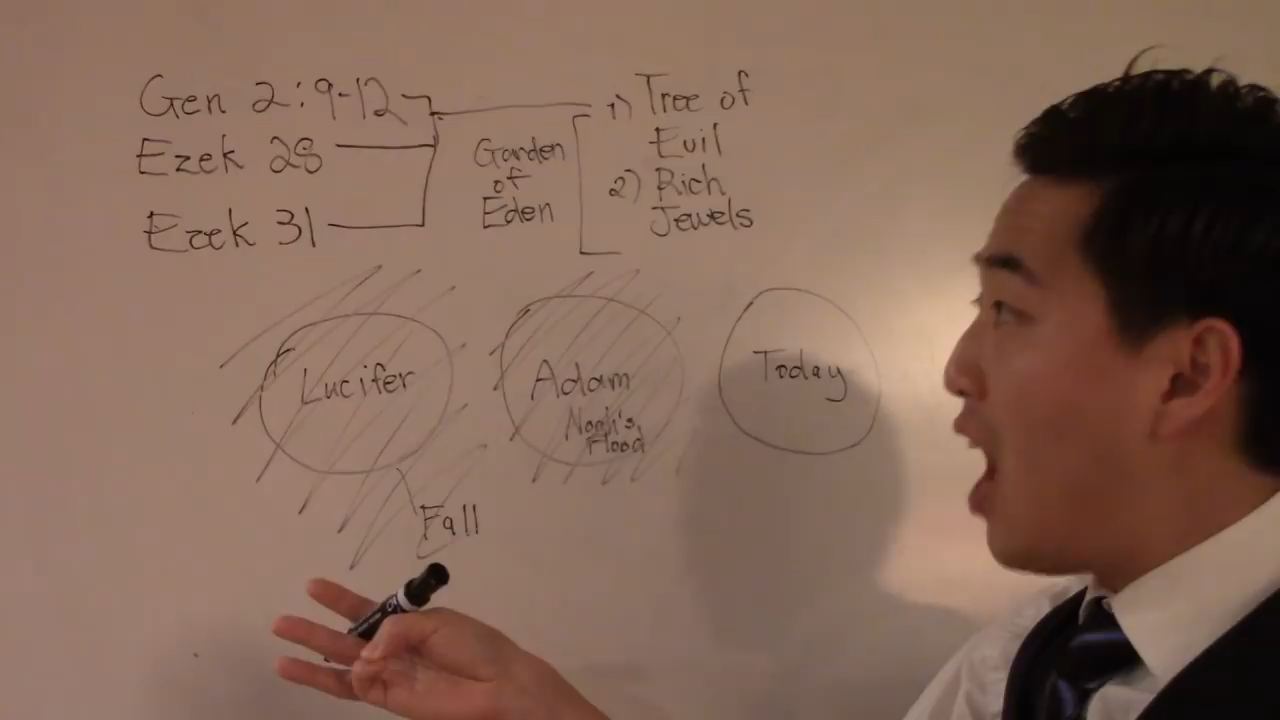 Gen 2:9-12
Ezek 28
Ezek 31
Garden
of
Eden
1) Tree of
Evil
2) Rich
Jewels
Lucifer
Adam
Noah's
Flood
Today
Fall